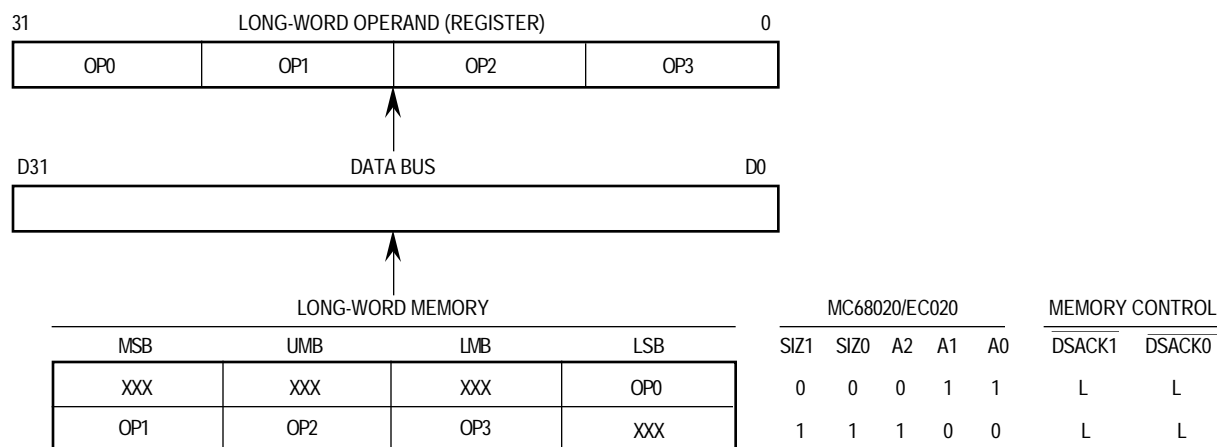 31 LONG-WORD OPERAND (REGISTER) 0
OP0 OP1 OP2 OP3
D31 DATA BUS D0
LONG-WORD MEMORY MC68020/EC020 MEMORY CONTROL
MSB UMB LMB LSB SIZ1 SIZ0 A2 A1 A0 DSACK1 DSACK0
XXX XXX XXX OP0 0 0 0 1 1 L L
OP1 OP2 OP3 XXX 1 1 1 0 0 L L